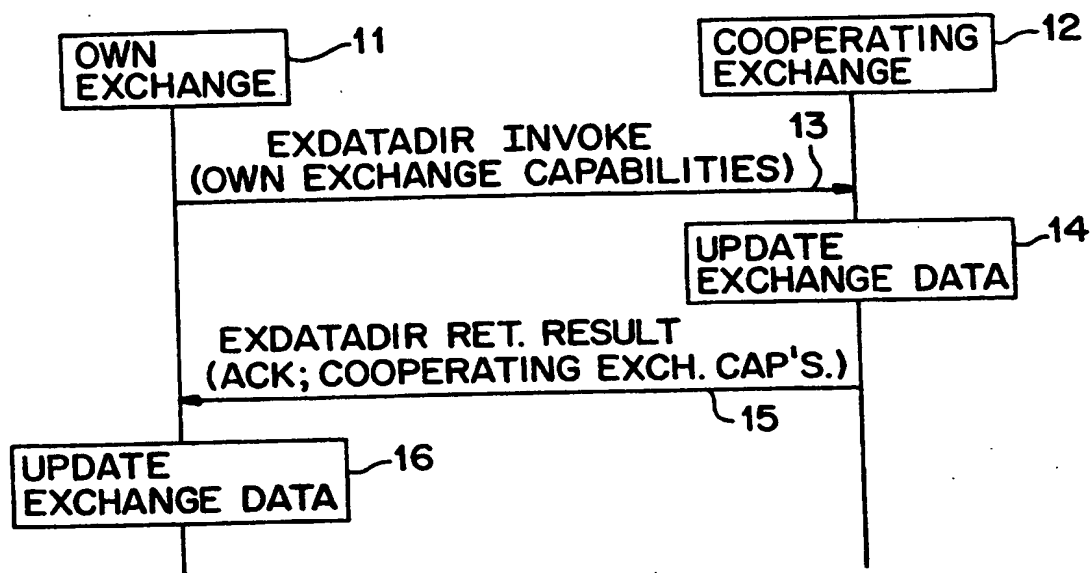 OWN
EXCHANGE
11
COOPERATING
EXCHANGE
12
EXDATADIR INVOKE
(OWN EXCHANGE CAPABILITIES)
13
UPDATE
EXCHANGE DATA
14
EXDATADIR RET. RESULT
(ACK; COOPERATING EXCH. CAP'S.)
15
UPDATE
EXCHANGE DATA
16